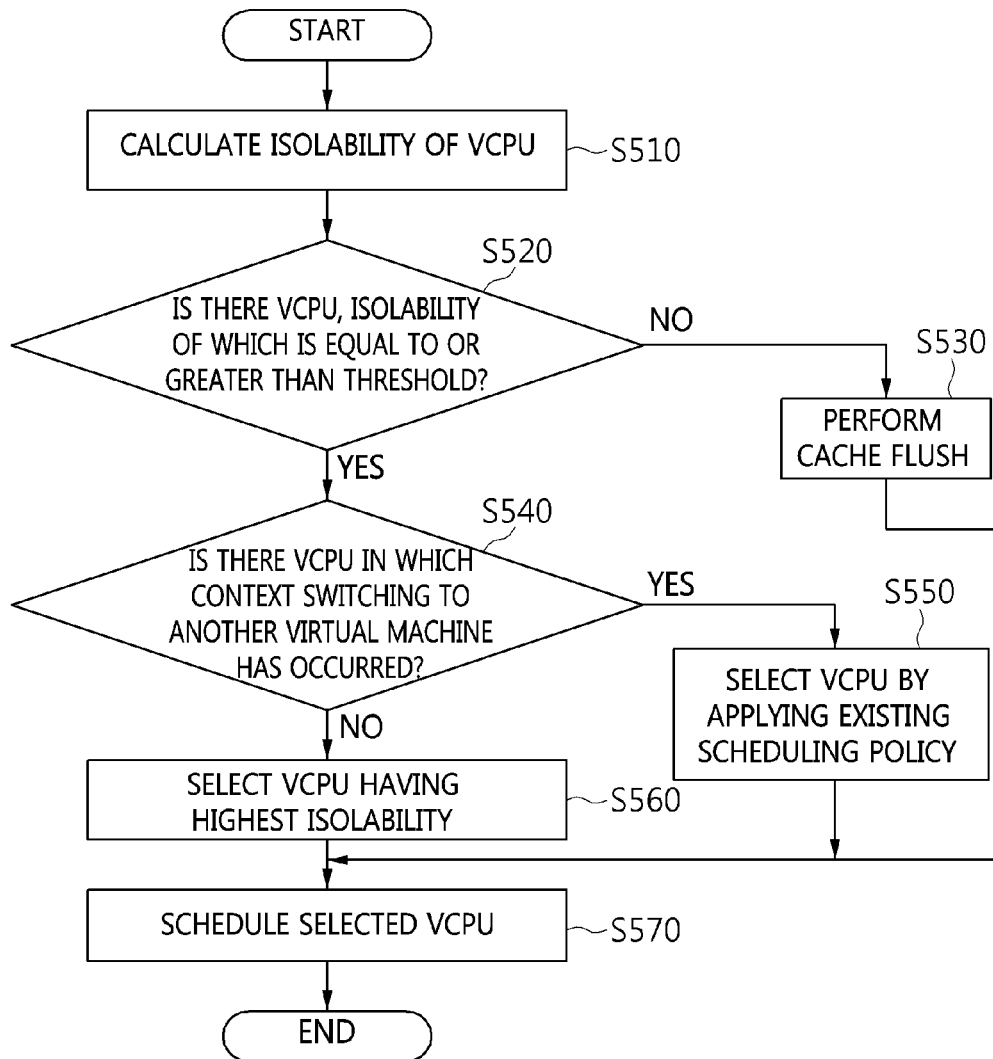 START
CALCULATE ISOLABILITY OF VCPU
S510
S520
IS THERE VCPU, ISOLABILITY
OF WHICH IS EQUAL TO OR
GREATER THAN THRESHOLD?
NO
S530
PERFORM
CACHE FLUSH
YES
S540
IS THERE VCPU IN WHICH
CONTEXT SWITCHING TO
ANOTHER VIRTUAL MACHINE
HAS OCCURRED?
YES
S550
SELECT VCPU BY
APPLYING EXISTING
SCHEDULING POLICY
NO
SELECT VCPU HAVING
HIGHEST ISOLABILITY
S560
SCHEDULE SELECTED VCPU
S570
END